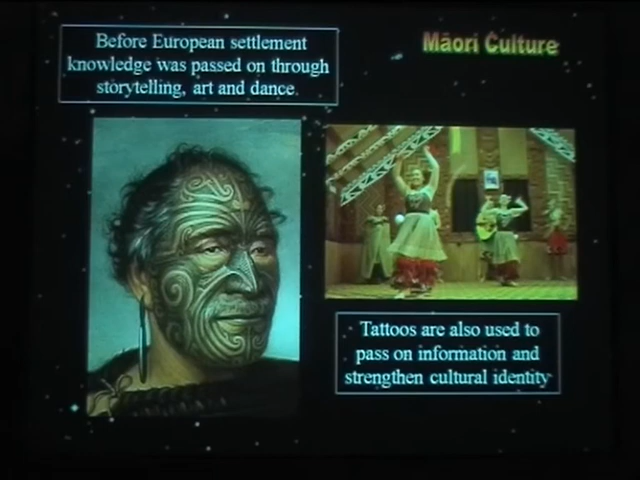 Before European settlement
knowledge was passed on through
storytelling, art and dance.
Māori Culture
Tattoos are also used to
pass on information and
strengthen cultural identity